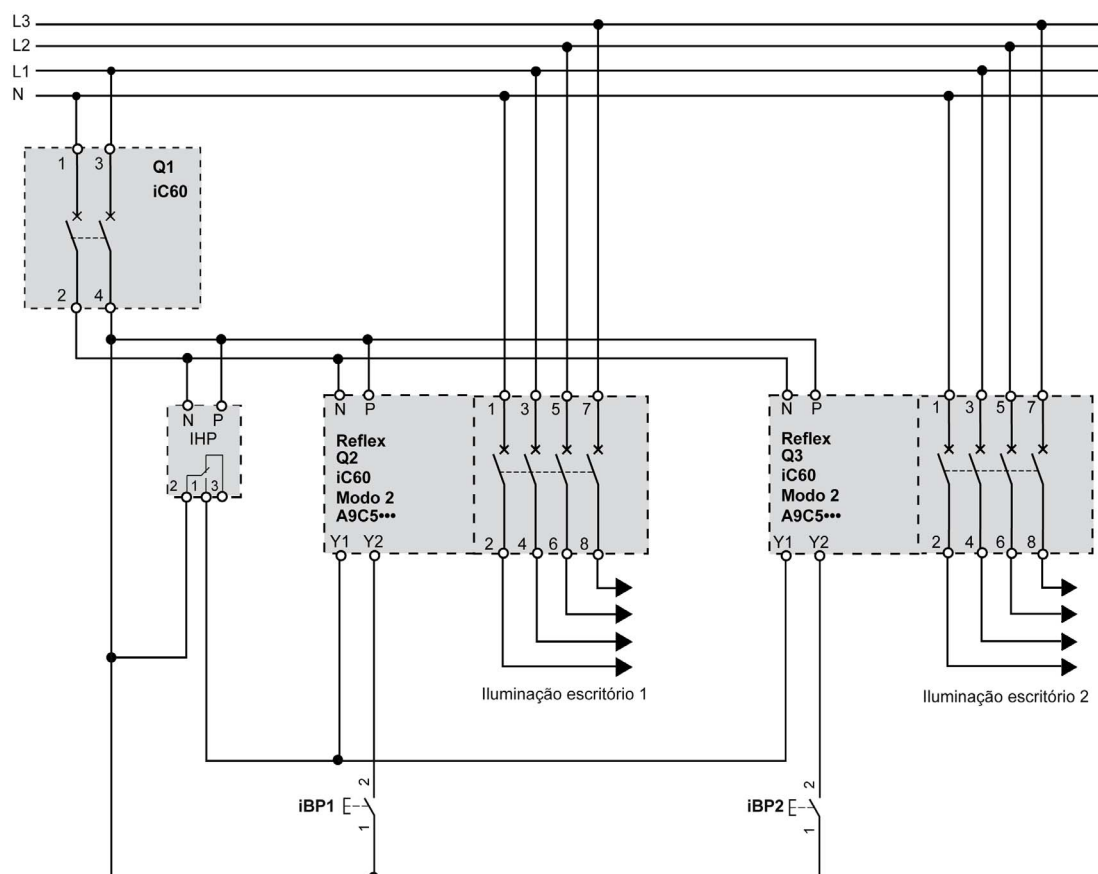 L3
L2
L1
N
1 3 Q1
iC60
2 4
N P
IHP
2 1 3
N P
Reflex
Q2
iC60
Modo 2
A9C5•••
Y1 Y2
1 3 5 7
2 4 6 8
Iluminação escritório 1
N P
Reflex
Q3
iC60
Modo 2
A9C5•••
Y1 Y2
1 3 5 7
2 4 6 8
Iluminação escritório 2
2
iBP1
1
2
iBP2
1